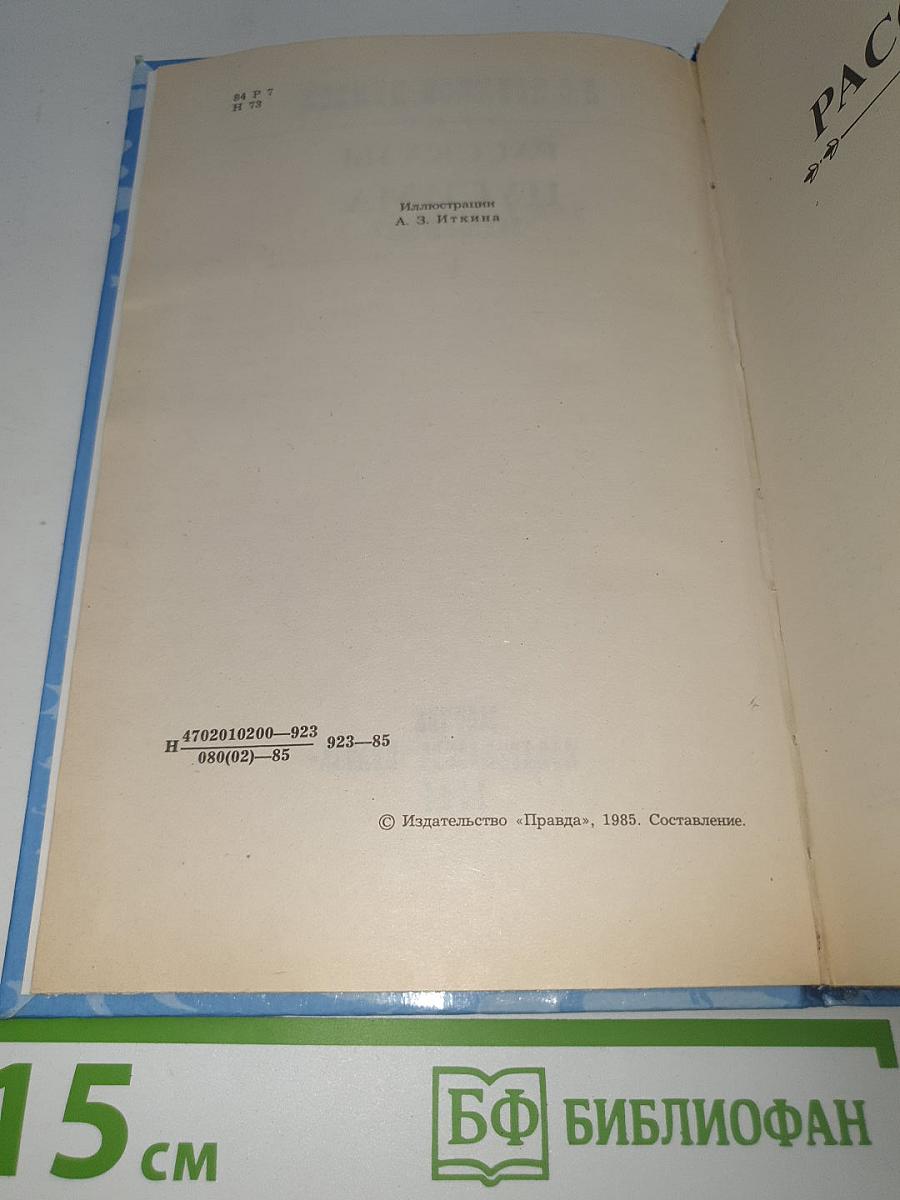 84 Р 7
Н 73
Иллюстрации
А. З. Иткина
Н 4702010200—923 923—85
080(02)—85
© Издательство «Правда», 1985. Составление.
РАСС
15 см
БФ БИБЛИОФАН